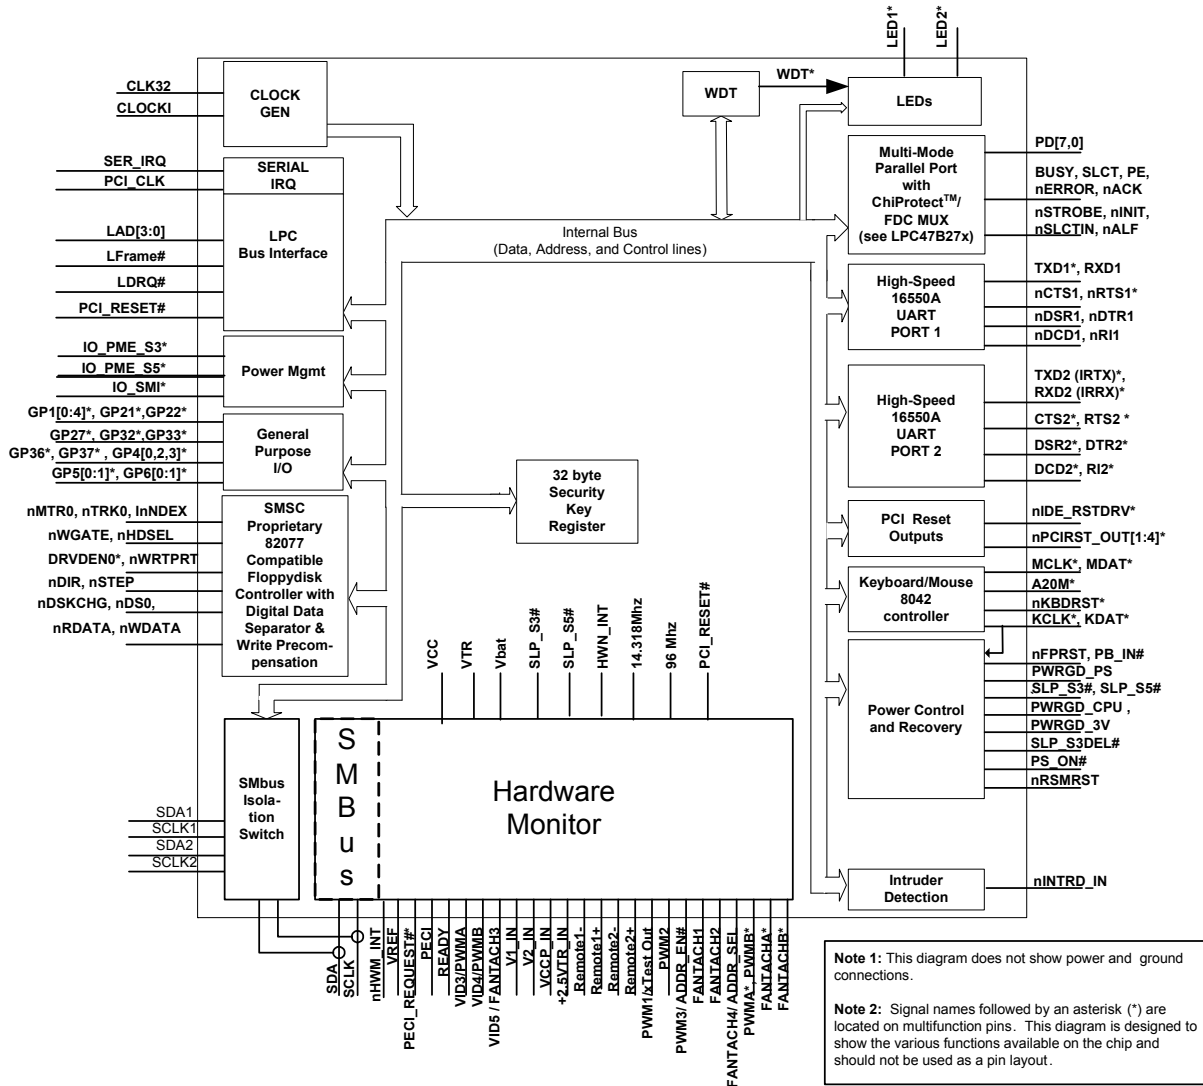 LED1*
LED2*
CLK32
CLOCKI
CLOCK
GEN
WDT
WDT*
LEDs
SER_IRQ
PCI_CLK
SERIAL
IRQ
LAD[3:0]
LFrame#
LDRQ#
PCI_RESET#
LPC
Bus Interface
Internal Bus
(Data, Address, and Control lines)
Multi-Mode
Parallel Port
with
ChiProtect™/
FDC MUX
(see LPC47B27x)
PD[7,0]
BUSY, SLCT, PE,
nERROR, nACK
nSTROBE, nINIT,
nSLCTIN, nALF
High-Speed
16550A
UART
PORT 1
TXD1*, RXD1
nCTS1, nRTS1*
nDSR1, nDTR1
nDCD1, nRI1
IO_PME_S3*
IO_PME_S5*
IO_SMI*
Power Mgmt
High-Speed
16550A
UART
PORT 2
TXD2 (IRTX)*,
RXD2 (IRRX)*
CTS2*, RTS2 *
DSR2*, DTR2*
DCD2*, RI2*
GP1[0:4]*, GP21*,GP22*
GP27*, GP32*,GP33*
GP36*, GP37* , GP4[0,2,3]*
GP5[0:1]*, GP6[0:1]*
General
Purpose
I/O
32 byte
Security
Key
Register
PCI Reset
Outputs
nIDE_RSTDRV*
nPCIRST_OUT[1:4]*
nMTR0, nTRK0, InNDEX
nWGATE, nHDSEL
DRVDEN0*, nWRTPRT
nDIR, nSTEP
nDSKCHG, nDS0,
nRDATA, nWDATA
SMSC
Proprietary
82077
Compatible
Floppydisk
Controller with
Digital Data
Separator &
Write Precom-
pensation
Keyboard/Mouse
8042
controller
MCLK*, MDAT*
A20M*
nKBDRST*
KCLK*, KDAT*
Power Control
and Recovery
nFPRST, PB_IN#
PWRGD_PS
SLP_S3#, SLP_S5#
PWRGD_CPU ,
PWRGD_3V
SLP_S3DEL#
PS_ON#
nRSMRST
VCC
VTR
Vbat
SLP_S3#
SLP_S5#
HWN_INT
14.318Mhz
96 Mhz
PCI_RESET#
SMbus
Isola-
tion
Switch
SDA1
SCLK1
SDA2
SCLK2
S
M
B
u
s
Hardware
Monitor
Intruder
Detection
nINTRD_IN
SDA
SCLK
nHWM_INT
VREF
PECI_REQUEST#*
PECI
READY
VID3/PWMA
VID4/PWMB
VID5 / FANTACH3
V1_IN
V2_IN
VCCP_IN
+2.5VTR_IN
Remote1-
Remote1+
Remote2-
Remote2+
PWM1/xTest Out
PWM2
PWM3/ ADDR_EN#
FANTACH1
FANTACH2
FANTACH4/ ADDR_SEL
PWMA*, PWMB*
FANTACHA*
FANTACHB*
Note 1: This diagram does not show power and ground
connections.
Note 2: Signal names followed by an asterisk (*) are
located on multifunction pins. This diagram is designed to
show the various functions available on the chip and
should not be used as a pin layout.